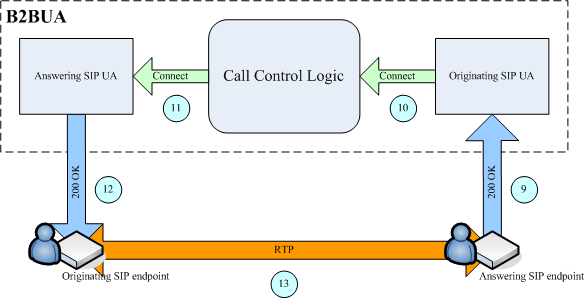 B2BUA
Answering SIP UA
Connect
Call Control Logic
Connect
Originating SIP UA
11
10
200 OK
12
200 OK
9
RTP
Originating SIP endpoint
13
Answering SIP endpoint